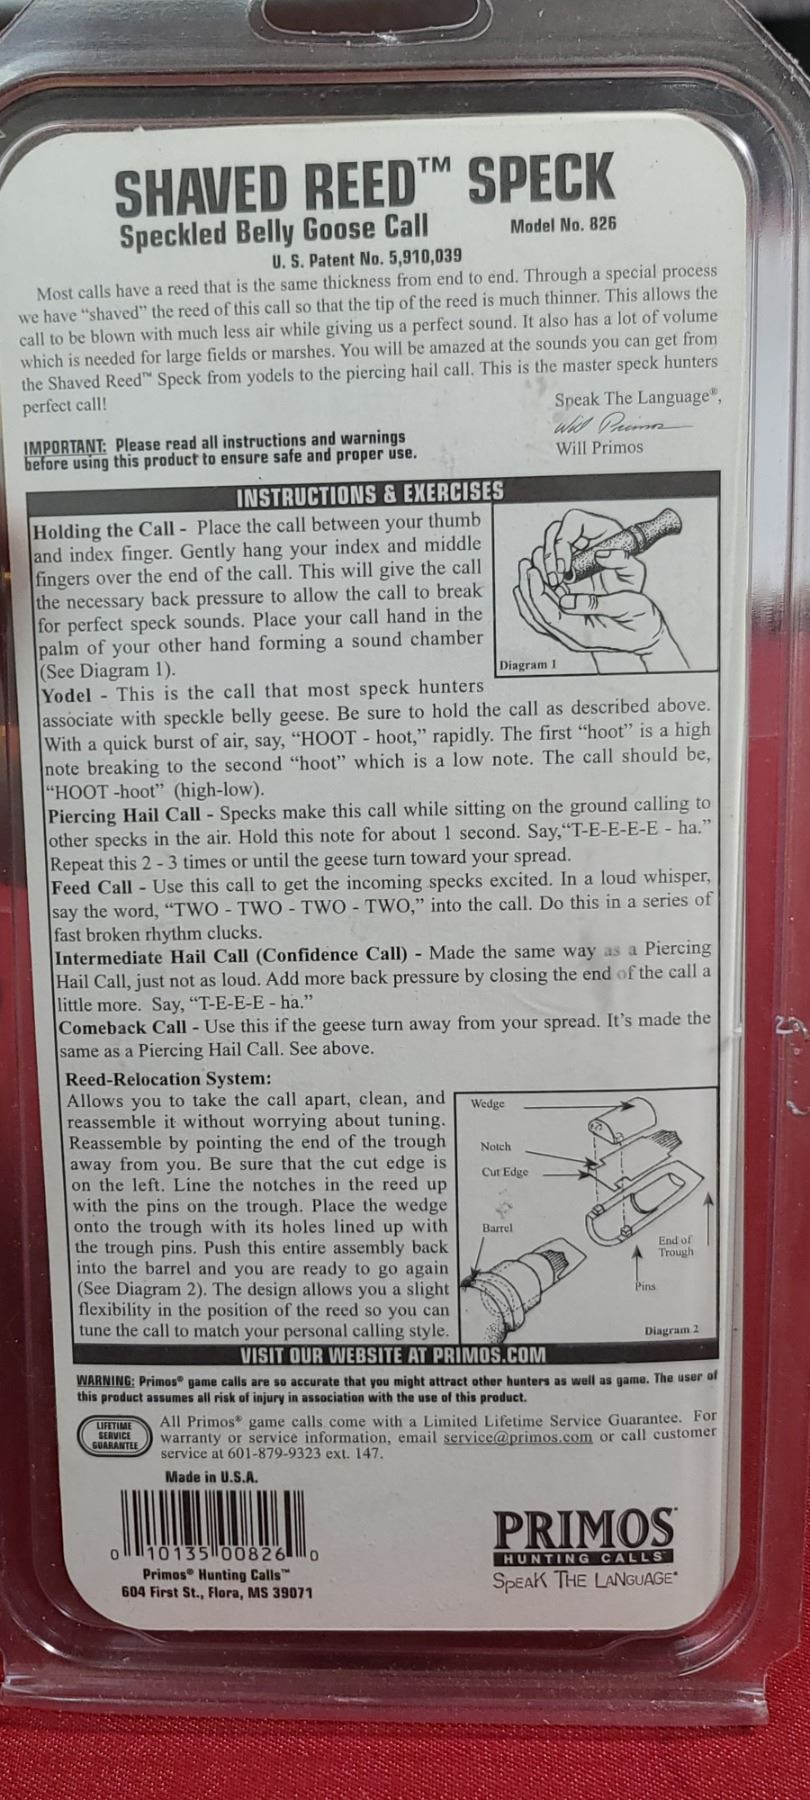 SHAVED REED™ SPECK
Speckled Belly Goose Call
Model No. 826
U. S. Patent No. 5,910,039
Most calls have a reed that is the same thickness from end to end. Through a special process
we have “shaved” the reed of this call so that the tip of the reed is much thinner. This allows the
call to be blown with much less air while giving us a perfect sound. It also has a lot of volume
which is needed for large fields or marshes. You will be amazed at the sounds you can get from
the Shaved Reed™ Speck from yodels to the piercing hail call. This is the master speck hunters
perfect call!
Speak The Language®,
Will Primos
Will Primos
IMPORTANT: Please read all instructions and warnings
before using this product to ensure safe and proper use.
INSTRUCTIONS & EXERCISES
Holding the Call - Place the call between your thumb
and index finger. Gently hang your index and middle
fingers over the end of the call. This will give the call
the necessary back pressure to allow the call to break
for perfect speck sounds. Place your call hand in the
palm of your other hand forming a sound chamber
(See Diagram 1).
Diagram 1
Yodel - This is the call that most speck hunters
associate with speckle belly geese. Be sure to hold the call as described above.
With a quick burst of air, say, “HOOT - hoot,” rapidly. The first “hoot” is a high
note breaking to the second “hoot” which is a low note. The call should be,
“HOOT -hoot” (high-low).
Piercing Hail Call - Specks make this call while sitting on the ground calling to
other specks in the air. Hold this note for about 1 second. Say,“T-E-E-E-E - ha.”
Repeat this 2 - 3 times or until the geese turn toward your spread.
Feed Call - Use this call to get the incoming specks excited. In a loud whisper,
say the word, “TWO - TWO - TWO - TWO,” into the call. Do this in a series of
fast broken rhythm clucks.
Intermediate Hail Call (Confidence Call) - Made the same way as a Piercing
Hail Call, just not as loud. Add more back pressure by closing the end of the call a
little more. Say, “T-E-E-E - ha.”
Comeback Call - Use this if the geese turn away from your spread. It’s made the
same as a Piercing Hail Call. See above.
Reed-Relocation System:
Allows you to take the call apart, clean, and
reassemble it without worrying about tuning.
Reassemble by pointing the end of the trough
away from you. Be sure that the cut edge is
on the left. Line the notches in the reed up
with the pins on the trough. Place the wedge
onto the trough with its holes lined up with
the trough pins. Push this entire assembly back
into the barrel and you are ready to go again
(See Diagram 2). The design allows you a slight
flexibility in the position of the reed so you can
tune the call to match your personal calling style.
Wedge
Notch
Cut Edge
Barrel
End of
Trough
Pins
Diagram 2
VISIT OUR WEBSITE AT PRIMOS.COM
WARNING: Primos® game calls are so accurate that you might attract other hunters as well as game. The user of
this product assumes all risk of injury in association with the use of this product.
LIFETIME
SERVICE
GUARANTEE
All Primos® game calls come with a Limited Lifetime Service Guarantee. For
warranty or service information, email service@primos.com or call customer
service at 601-879-9323 ext. 147.
Made in U.S.A.
0 10135 00826 0
Primos® Hunting Calls™
604 First St., Flora, MS 39071
PRIMOS
HUNTING CALLS
SPEAK THE LANGUAGE®